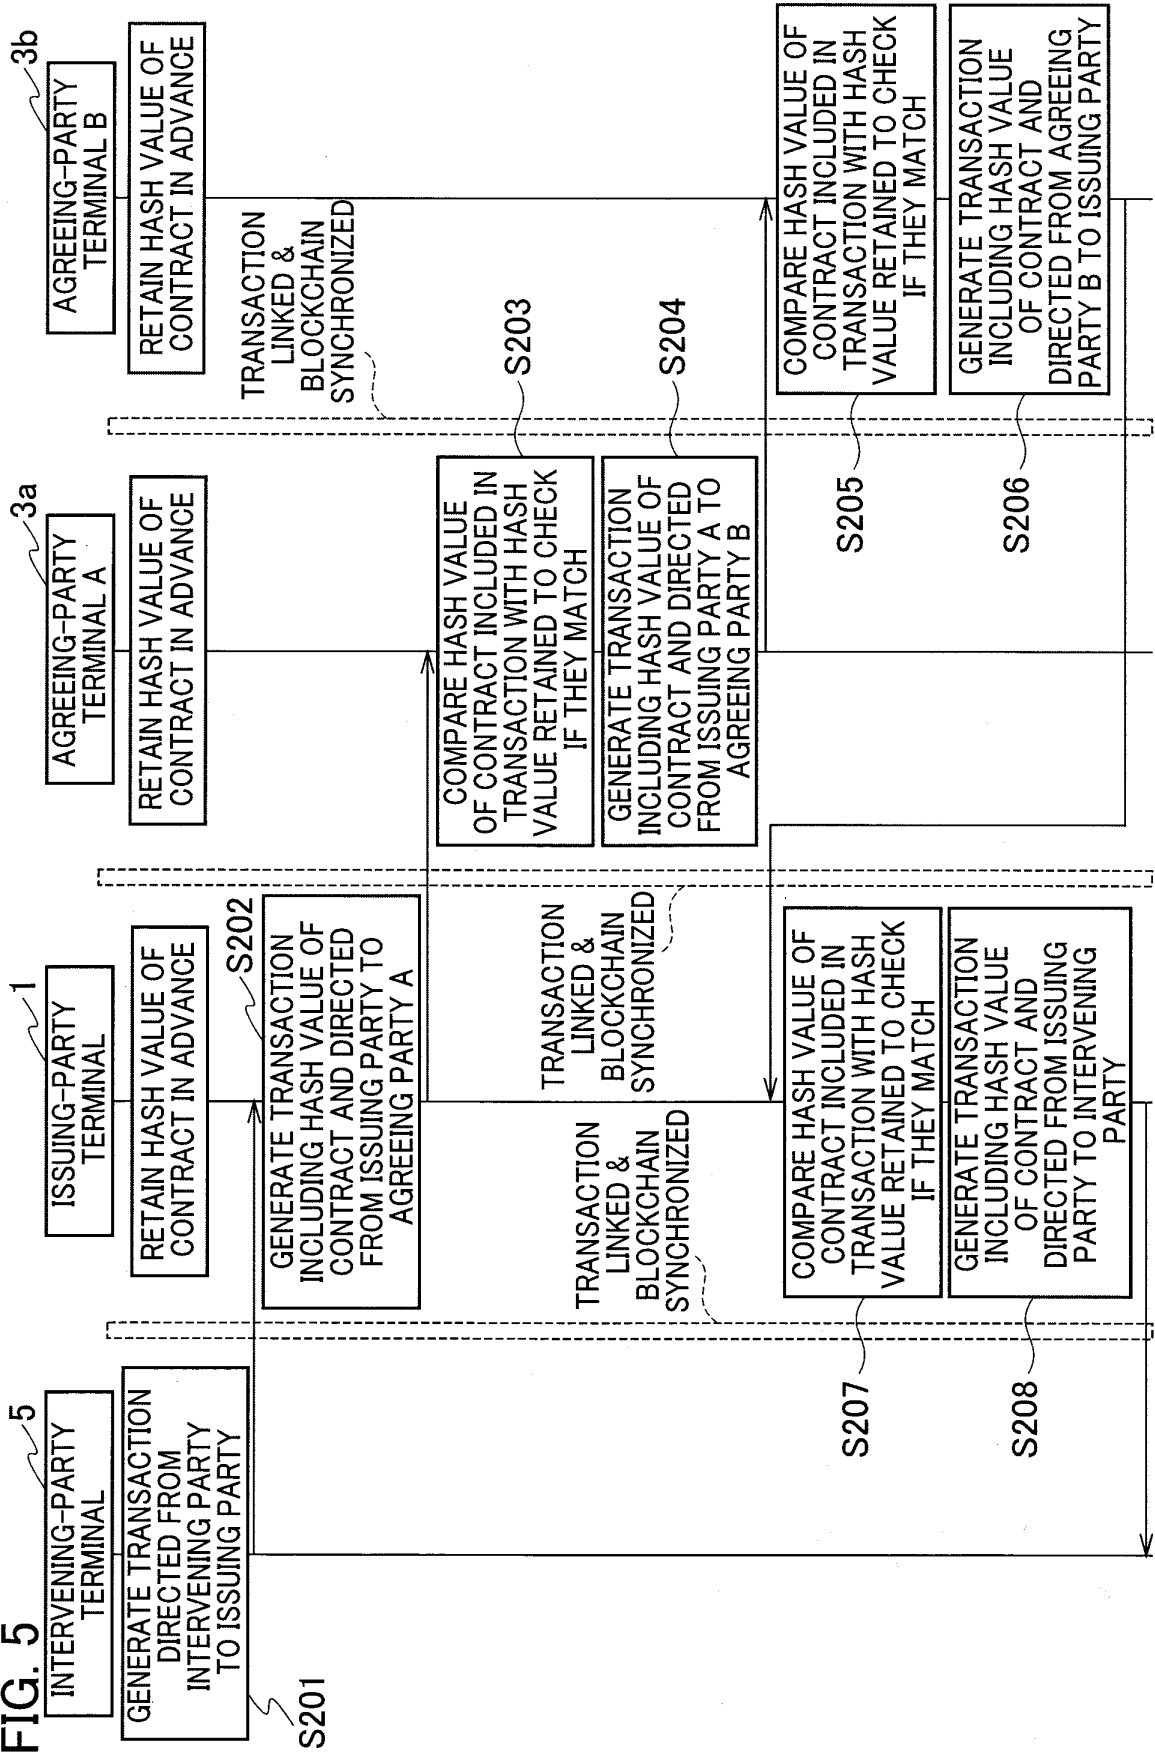 FIG. 5
5
INTERVENING-PARTY
TERMINAL
GENERATE TRANSACTION
DIRECTED FROM
INTERVENING PARTY
TO ISSUING PARTY
S201
1
ISSUING-PARTY
TERMINAL
RETAIN HASH VALUE OF
CONTRACT IN ADVANCE
S202
GENERATE TRANSACTION
INCLUDING HASH VALUE OF
CONTRACT AND DIRECTED
FROM ISSUING PARTY TO
AGREEING PARTY A
TRANSACTION
LINKED &
BLOCKCHAIN
SYNCHRONIZED
COMPARE HASH VALUE OF
CONTRACT INCLUDED IN
TRANSACTION WITH HASH
VALUE RETAINED TO CHECK
IF THEY MATCH
S207
GENERATE TRANSACTION
INCLUDING HASH VALUE
OF CONTRACT AND
DIRECTED FROM ISSUING
PARTY TO INTERVENING
PARTY
S208
3a
AGREEING-PARTY
TERMINAL A
RETAIN HASH VALUE OF
CONTRACT IN ADVANCE
TRANSACTION
LINKED &
BLOCKCHAIN
SYNCHRONIZED
COMPARE HASH VALUE
OF CONTRACT INCLUDED IN
TRANSACTION WITH HASH
VALUE RETAINED TO CHECK
IF THEY MATCH
S203
GENERATE TRANSACTION
INCLUDING HASH VALUE OF
CONTRACT AND DIRECTED
FROM ISSUING PARTY A TO
AGREEING PARTY B
S204
3b
AGREEING-PARTY
TERMINAL B
RETAIN HASH VALUE OF
CONTRACT IN ADVANCE
TRANSACTION
LINKED &
BLOCKCHAIN
SYNCHRONIZED
COMPARE HASH VALUE OF
CONTRACT INCLUDED IN
TRANSACTION WITH HASH
VALUE RETAINED TO CHECK
IF THEY MATCH
S205
GENERATE TRANSACTION
INCLUDING HASH VALUE
OF CONTRACT AND
DIRECTED FROM AGREEING
PARTY B TO ISSUING PARTY
S206